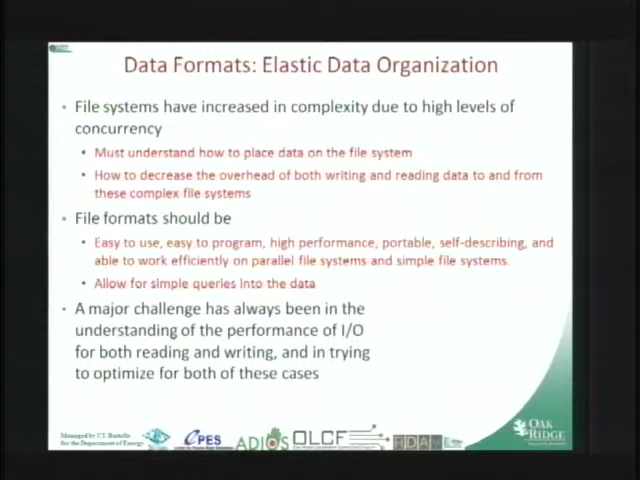 Data Formats: Elastic Data Organization
• File systems have increased in complexity due to high levels of
concurrency
• Must understand how to place data on the file system
• How to decrease the overhead of both writing and reading data to and from
these complex file systems
• File formats should be
• Easy to use, easy to program, high performance, portable, self-describing, and
able to work efficiently on parallel file systems and simple file systems.
• Allow for simple queries into the data
• A major challenge has always been in the
understanding of the performance of I/O
for both reading and writing, and in trying
to optimize for both of these cases
Managed by UT-Battelle
for the Department of Energy
CPES
ADIOS
OLCF
OAK
RIDGE